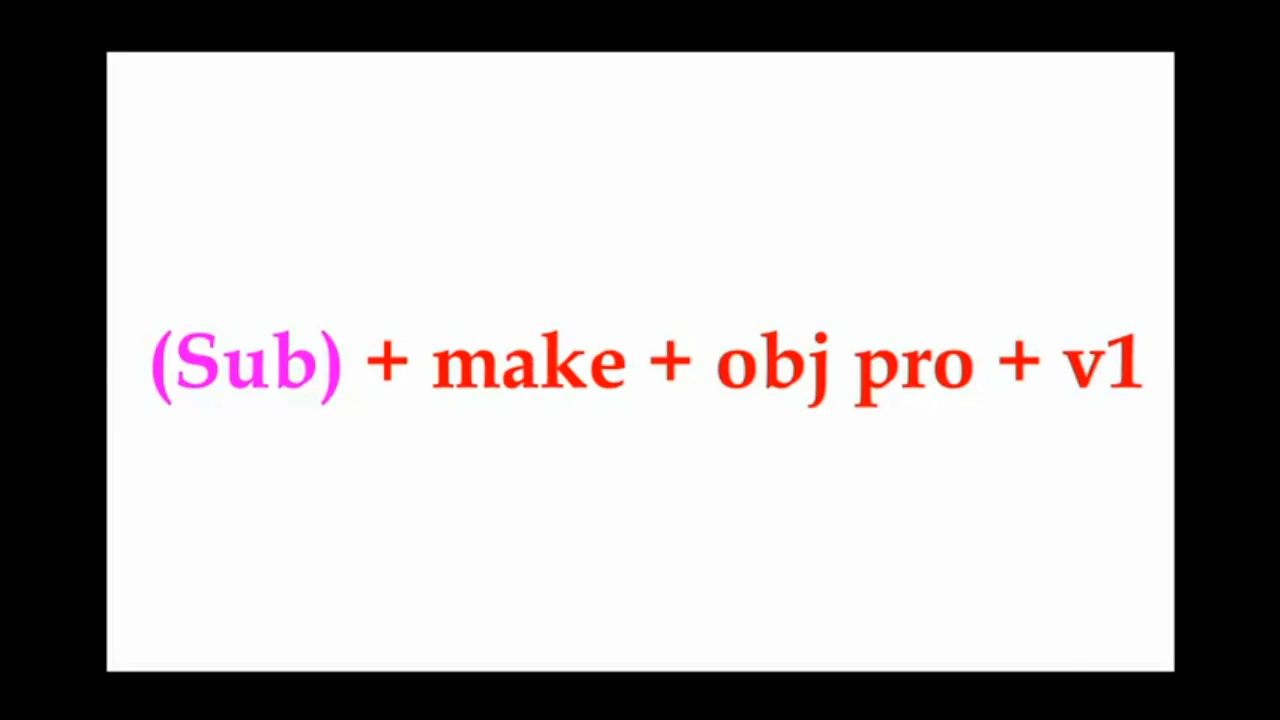 (Sub) + make + obj pro + v1